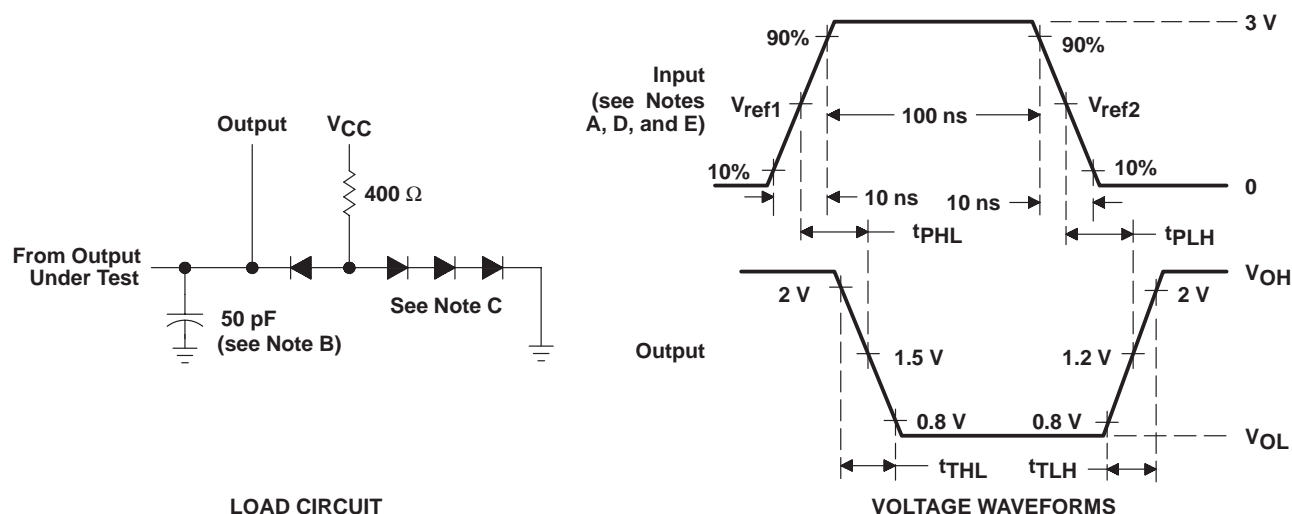 Output
VCC
400 Ω
From Output
Under Test
See Note C
50 pF
(see Note B)
LOAD CIRCUIT
3 V
90%
90%
Input
(see Notes
A, D, and E)
Vref1
100 ns
Vref2
10%
10%
0
10 ns
10 ns
tPHL
tPLH
VOH
2 V
2 V
Output
1.5 V
1.2 V
0.8 V
0.8 V
VOL
tTHL
tTLH
VOLTAGE WAVEFORMS